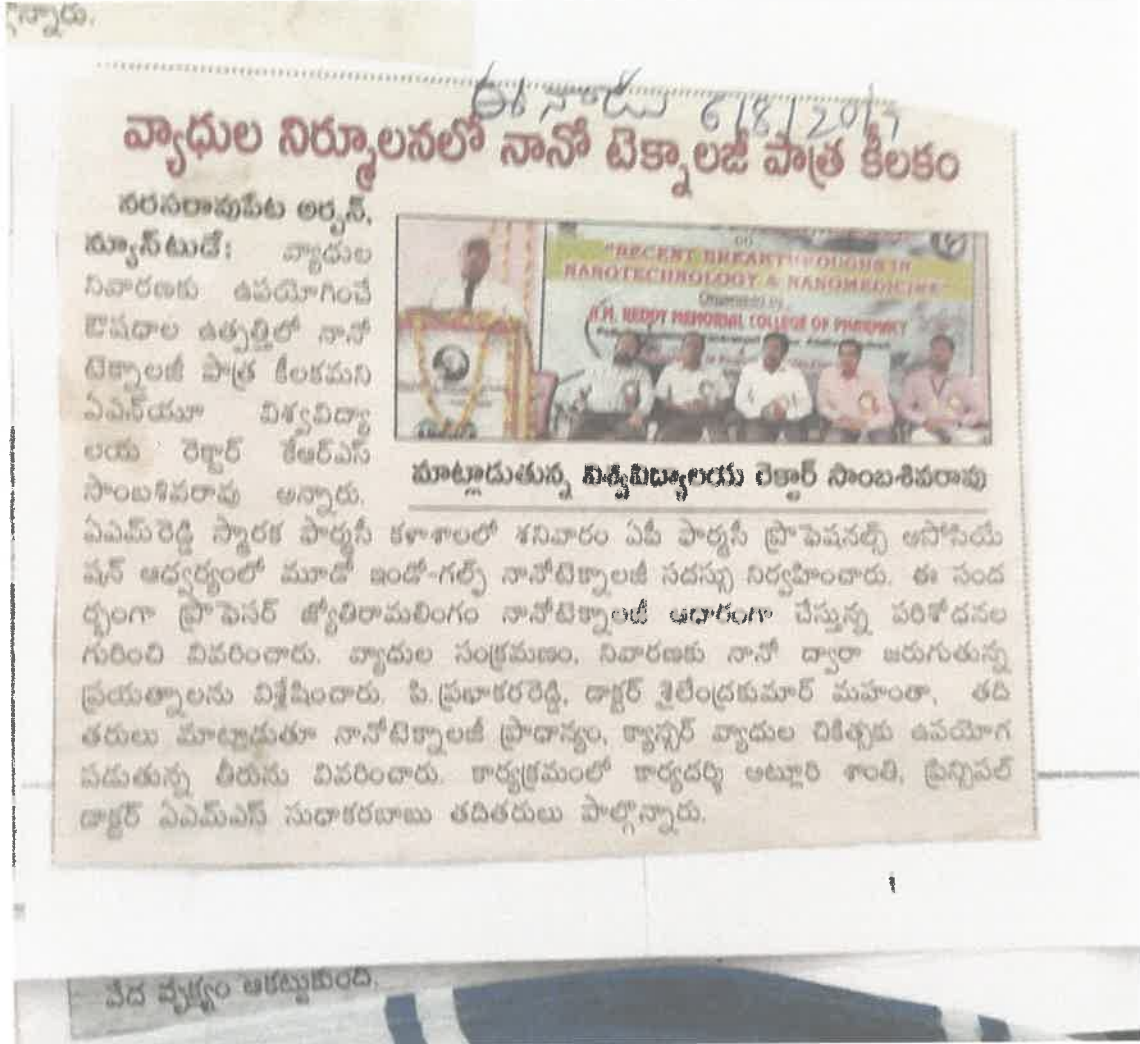 గొన్నారు.
ఈ నాడు 6/8/2017
వ్యాధుల నిర్మూలనలో నానో టెక్నాలజీ పాత్ర కీలకం
నరసరావుపేట అర్బన్,
న్యూస్‌టుడే: వ్యాధుల
నివారణకు ఉపయోగించే
ఔషధాల ఉత్పత్తిలో నానో
టెక్నాలజీ పాత్ర కీలకమని
ఏఎన్‌యూ విశ్వవిద్యా
లయ రెక్టార్ కేఆర్ఎస్
సాంబశివరావు అన్నారు.
"RECENT BREAKTHROUGHS IN
NANOTECHNOLOGY & NANOMEDICINE"
Organized by
A.M. REDDY MEMORIAL COLLEGE OF PHARMACY
మాట్లాడుతున్న విశ్వవిద్యాలయ రెక్టార్ సాంబశివరావు
ఏఎమ్‌రెడ్డి స్మారక ఫార్మసీ కళాశాలలో శనివారం ఏపీ ఫార్మసీ ప్రొఫెషనల్స్ అసోసియే
షన్ ఆధ్వర్యంలో మూడో ఇండో-గల్ఫ్ నానోటెక్నాలజీ సదస్సు నిర్వహించారు. ఈ సంద
ర్భంగా ప్రొఫెసర్ జ్యోతిరామలింగం నానోటెక్నాలజీ ఆధారంగా చేస్తున్న పరిశోధనల
గురించి వివరించారు. వ్యాధుల సంక్రమణం, నివారణకు నానో ద్వారా జరుగుతున్న
ప్రయత్నాలను విశ్లేషించారు. పి.ప్రభాకరరెడ్డి, డాక్టర్ శైలేంద్రకుమార్ మహంతా, తది
తరులు మాట్లాడుతూ నానోటెక్నాలజీ ప్రాధాన్యం, క్యాన్సర్ వ్యాధుల చికిత్సకు ఉపయోగ
పడుతున్న తీరును వివరించారు. కార్యక్రమంలో కార్యదర్శి అట్లూరి శాంతి, ప్రిన్సిపల్
డాక్టర్ ఏఎమ్ఎస్ సుధాకరబాబు తదితరులు పాల్గొన్నారు.
వేద వృక్ష్యం ఆకట్టుకుంది.